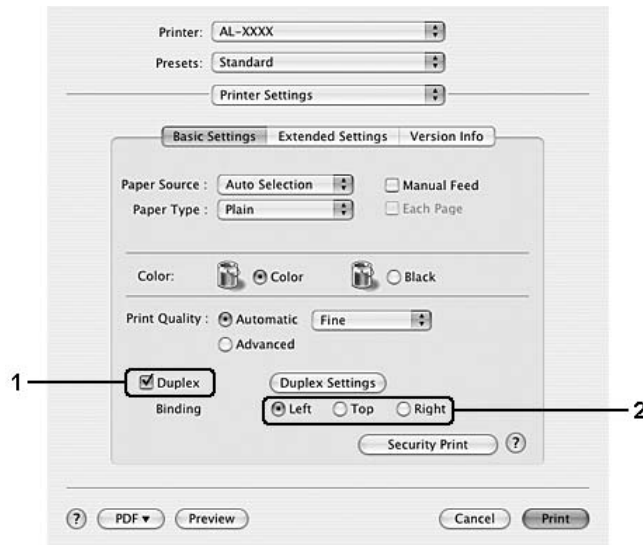 Printer: AL-XXXX
Presets: Standard
Printer Settings
Basic Settings Extended Settings Version Info
Paper Source : Auto Selection Manual Feed
Paper Type : Plain Each Page
Color: Color Black
Print Quality : Automatic Fine
Advanced
1 Duplex Duplex Settings
Binding Left Top Right 2
Security Print ?
? PDF ▾ Preview Cancel Print